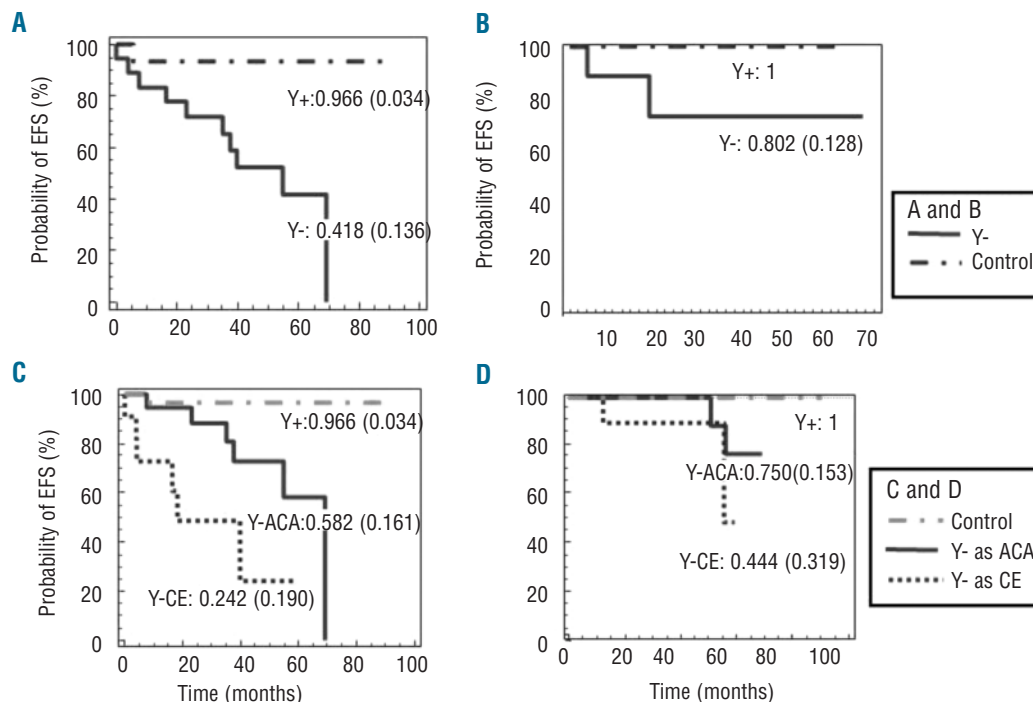 A
Probability of EFS (%)
100
80
60
40
20
0
Y+:0.966 (0.034)
Y-: 0.418 (0.136)
0 20 40 60 80 100
B
Probability of EFS (%)
100
80
60
40
20
0
Y+: 1
Y-: 0.802 (0.128)
10 20 30 40 50 60 70
A and B
Y-
Control
C
Probability of EFS (%)
100
80
60
40
20
0
Y+:0.966 (0.034)
Y-ACA:0.582 (0.161)
Y-CE: 0.242 (0.190)
0 20 40 60 80 100
Time (months)
D
100
80
60
40
20
0
Y+: 1
Y-ACA:0.750(0.153)
Y-CE: 0.444 (0.319)
0 20 40 60 80 100
Time (months)
C and D
Control
Y- as ACA
Y- as CE